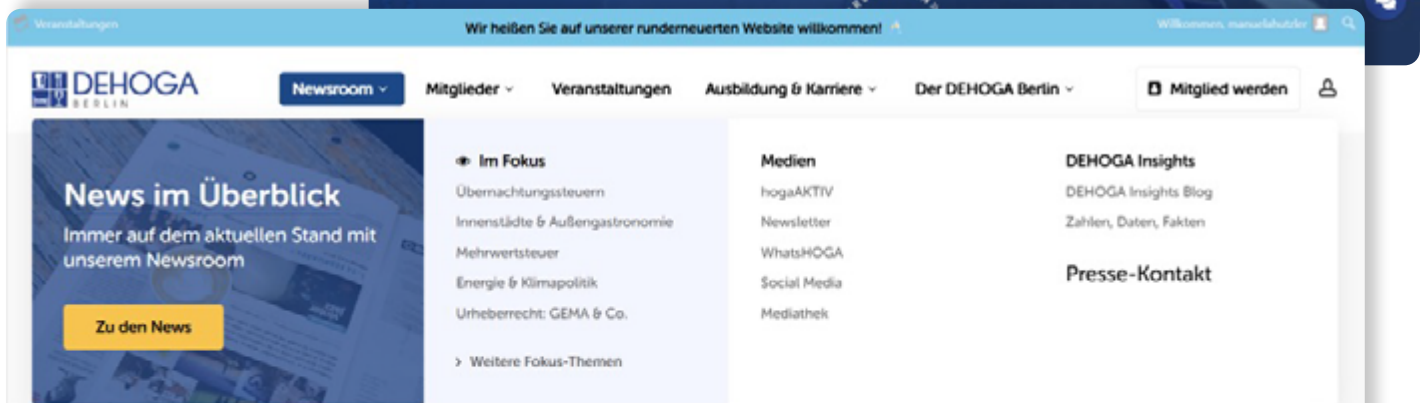 Veranstaltungen
Wir heißen Sie auf unserer runderneuerten Website willkommen!
Willkommen, manuelahutzler
DEHOGA
BERLIN
Newsroom
Mitglieder
Veranstaltungen
Ausbildung & Karriere
Der DEHOGA Berlin
Mitglied werden
News im Überblick
Immer auf dem aktuellen Stand mit
unserem Newsroom
Zu den News
Im Fokus
Übernachtungssteuern
Innenstädte & Außengastronomie
Mehrwertsteuer
Energie & Klimapolitik
Urheberrecht: GEMA & Co.
> Weitere Fokus-Themen
Medien
hogaAKTIV
Newsletter
WhatsHOGA
Social Media
Mediathek
DEHOGA Insights
DEHOGA Insights Blog
Zahlen, Daten, Fakten
Presse-Kontakt